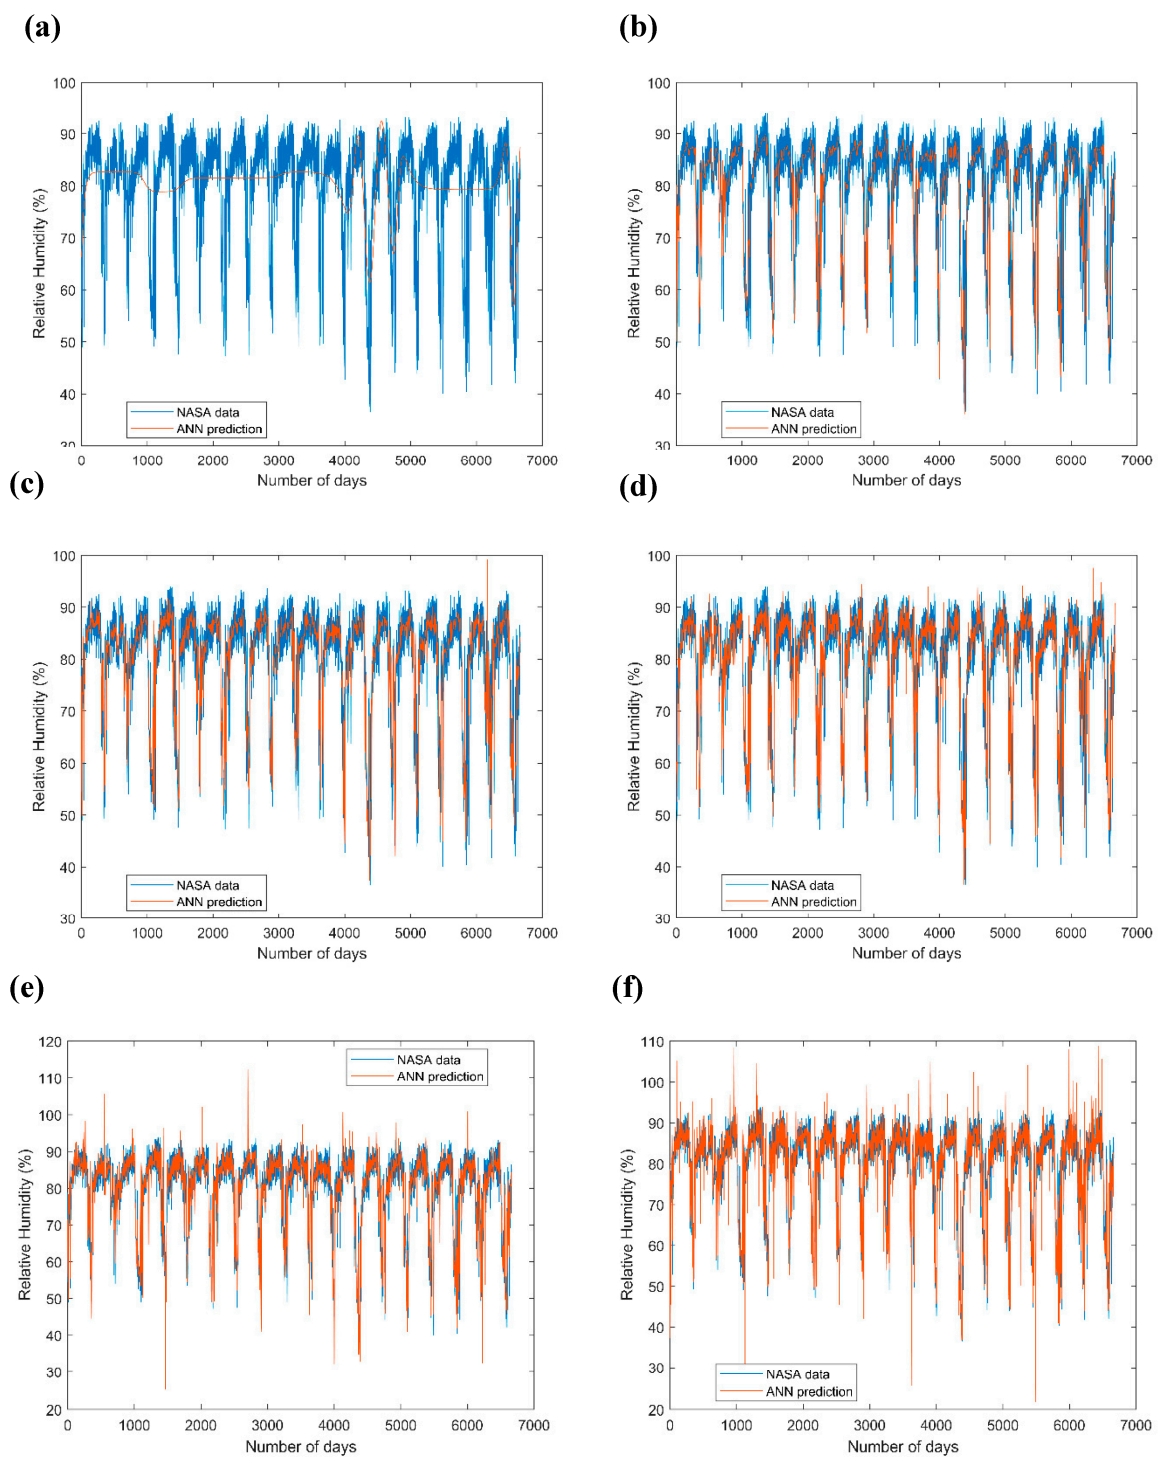 (a)
100
90
80
70
60
50
40
30
Relative Humidity (%)
NASA data
ANN prediction
0 1000 2000 3000 4000 5000 6000 7000
Number of days
(b)
100
90
80
70
60
50
40
30
Relative Humidity (%)
NASA data
ANN prediction
1000 2000 3000 4000 5000 6000 7000
Number of days
(c)
100
90
80
70
60
50
40
30
Relative Humidity (%)
NASA data
ANN prediction
0 1000 2000 3000 4000 5000 6000 7000
Number of days
(d)
100
90
80
70
60
50
40
30
Relative Humidity (%)
NASA data
ANN prediction
0 1000 2000 3000 4000 5000 6000 7000
Number of days
(e)
120
110
100
90
80
70
60
50
40
30
20
Relative Humidity (%)
NASA data
ANN prediction
0 1000 2000 3000 4000 5000 6000 7000
Number of days
(f)
110
100
90
80
70
60
50
40
30
20
Relative Humidity (%)
NASA data
ANN prediction
0 1000 2000 3000 4000 5000 6000 7000
Number of days